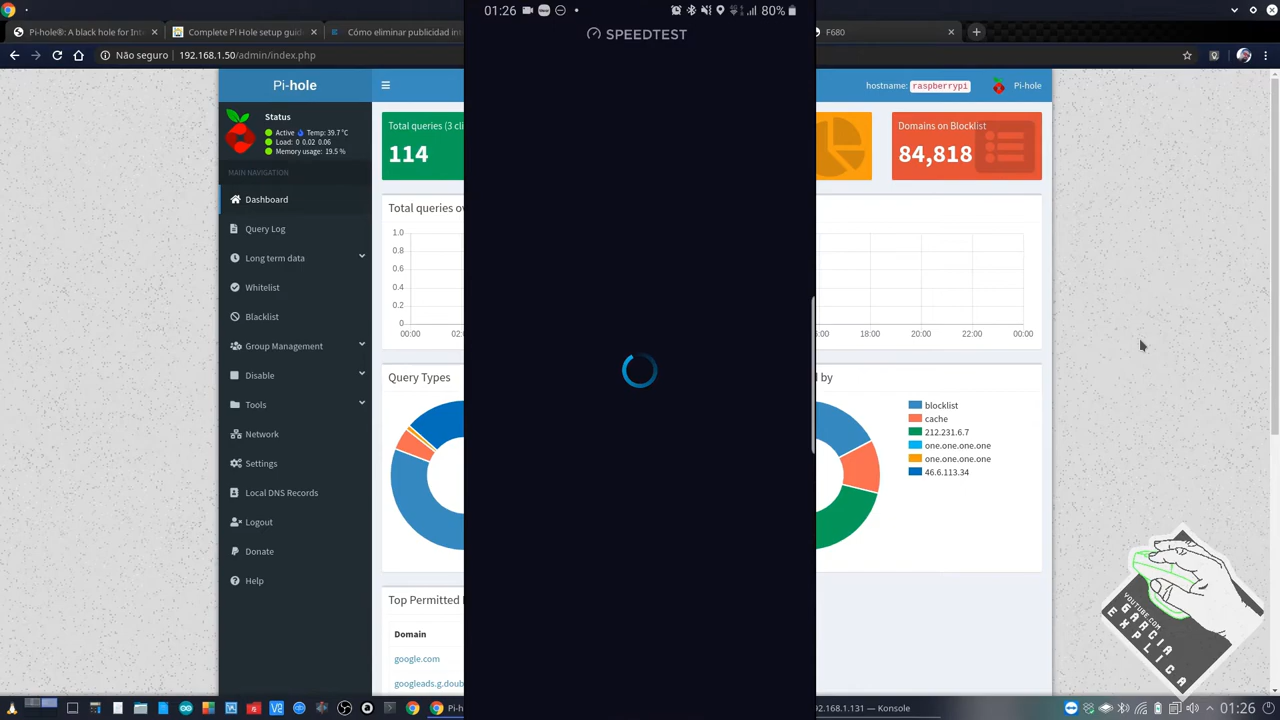 01:26
80%
SPEEDTEST
Pi-hole®: A black hole for Int
Complete Pi Hole setup guid
Cómo eliminar publicidad int
F680
Não seguro
192.168.1.50/admin/index.php
Pi-hole
hostname: raspberrypi
Pi-hole
Status
Active Temp: 39.7 °C
Load: 0 0.02 0.06
Memory usage: 19.5 %
MAIN NAVIGATION
Dashboard
Query Log
Long term data
Whitelist
Blacklist
Group Management
Disable
Tools
Network
Settings
Local DNS Records
Logout
Donate
Help
Total queries (3 cli
114
Domains on Blocklist
84,818
Total queries ov
1.0
0.8
0.6
0.4
0.2
0
00:00 02:
:00 18:00 20:00 22:00 00:00
Query Types
d by
blocklist
cache
212.231.6.7
one.one.one.one
one.one.one.one
46.6.113.34
Top Permitted
Domain
google.com
googleads.g.doub
YOUTUBE.COM
GARCIA
EXPLICA
Pi-h
92.168.1.131 — Konsole
01:26